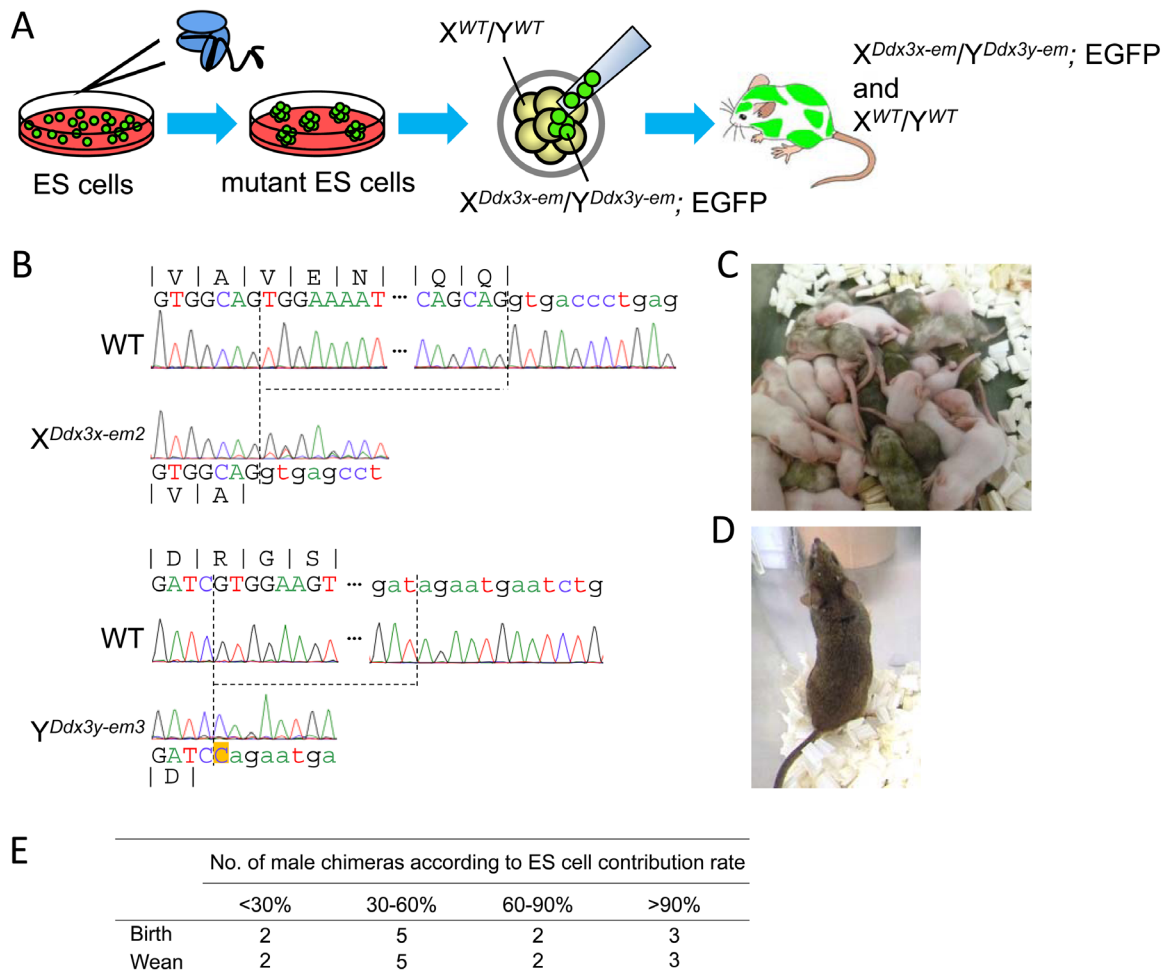 A
ES cells
mutant ES cells
X^WT/Y^WT
X^Ddx3x-em/Y^Ddx3y-em; EGFP
X^Ddx3x-em/Y^Ddx3y-em; EGFP
and
X^WT/Y^WT
B
| V | A | V | E | N | Q | Q |
GTGGCAGTGGAAAAT ··· CAGCAGgtgaccctgag
WT
···
X^Ddx3x-em2
GTGGCAGgtgagcct
| V | A |
| D | R | G | S |
GATCGTGGAAGT ··· gatagaatgaatctg
WT
···
Y^Ddx3y-em3
GATCCagaatga
| D |
C
D
E
No. of male chimeras according to ES cell contribution rate
<30% 30-60% 60-90% >90%
Birth 2 5 2 3
Wean 2 5 2 3